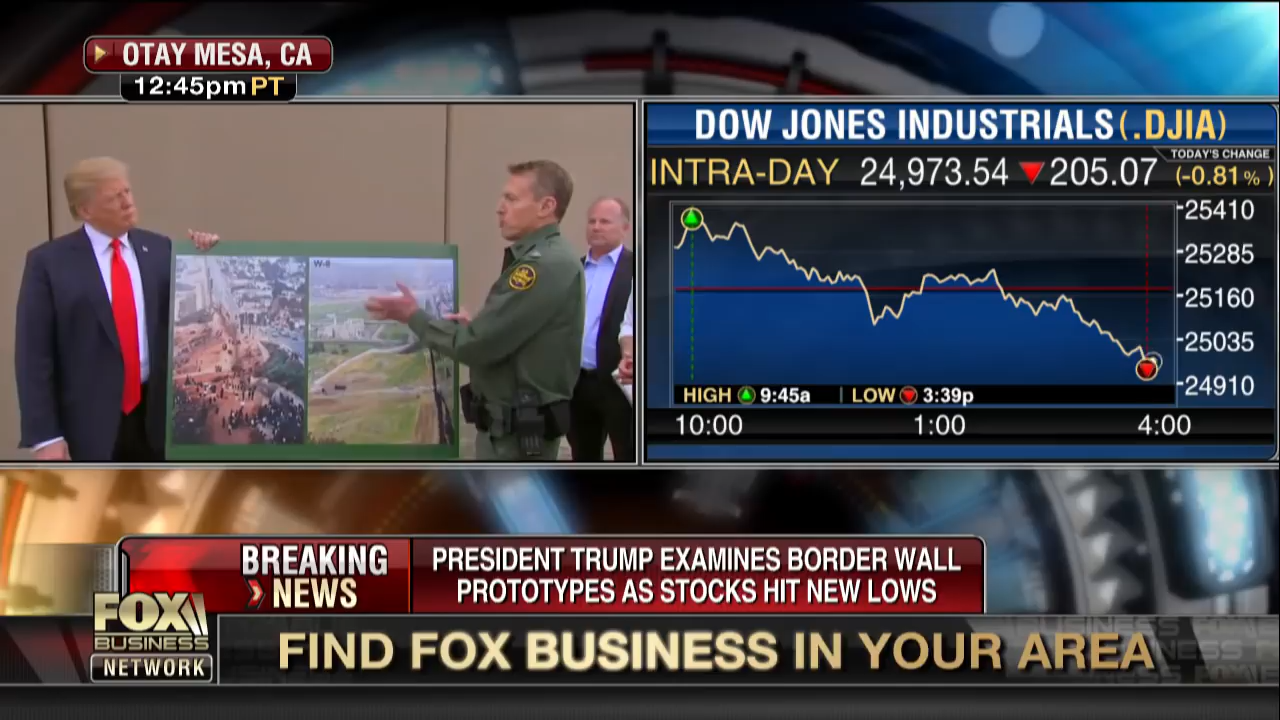 OTAY MESA, CA
12:45pm PT
DOW JONES INDUSTRIALS (.DJIA)
TODAY'S CHANGE
INTRA-DAY 24,973.54 205.07 (-0.81%)
25410
25285
25160
25035
24910
HIGH 9:45a LOW 3:39p
10:00 1:00 4:00
W-8
BREAKING
NEWS
PRESIDENT TRUMP EXAMINES BORDER WALL
PROTOTYPES AS STOCKS HIT NEW LOWS
FOX
BUSINESS
NETWORK
FIND FOX BUSINESS IN YOUR AREA